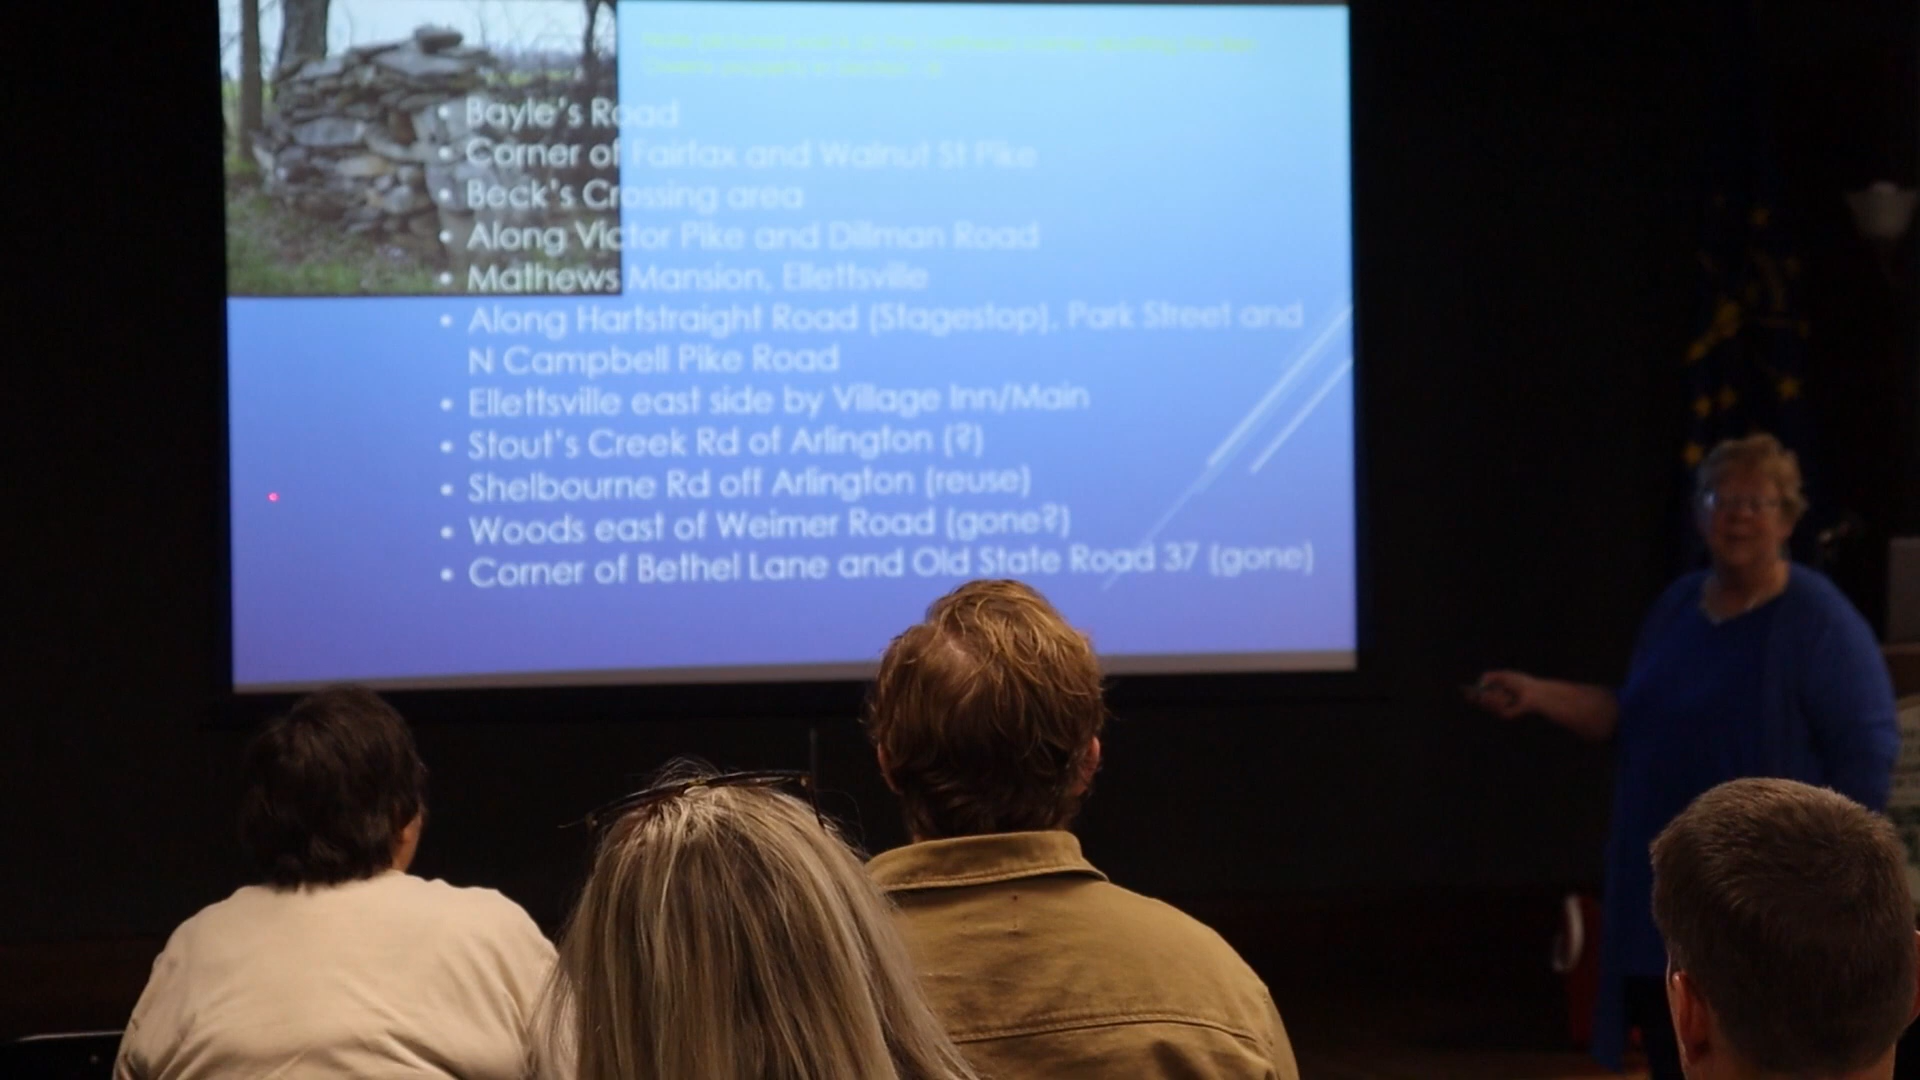 • Bayle's Road
• Corner of Fairfax and Walnut St Pike
• Beck's Crossing area
• Along Victor Pike and Dillman Road
• Mathews Mansion, Ellettsville
• Along Hartstraight Road (Stagestop), Park Street and
N Campbell Pike Road
• Ellettsville east side by Village Inn/Main
• Stout's Creek Rd of Arlington (?)
• Shelbourne Rd off Arlington (reuse)
• Woods east of Weimer Road (gone?)
• Corner of Bethel Lane and Old State Road 37 (gone)